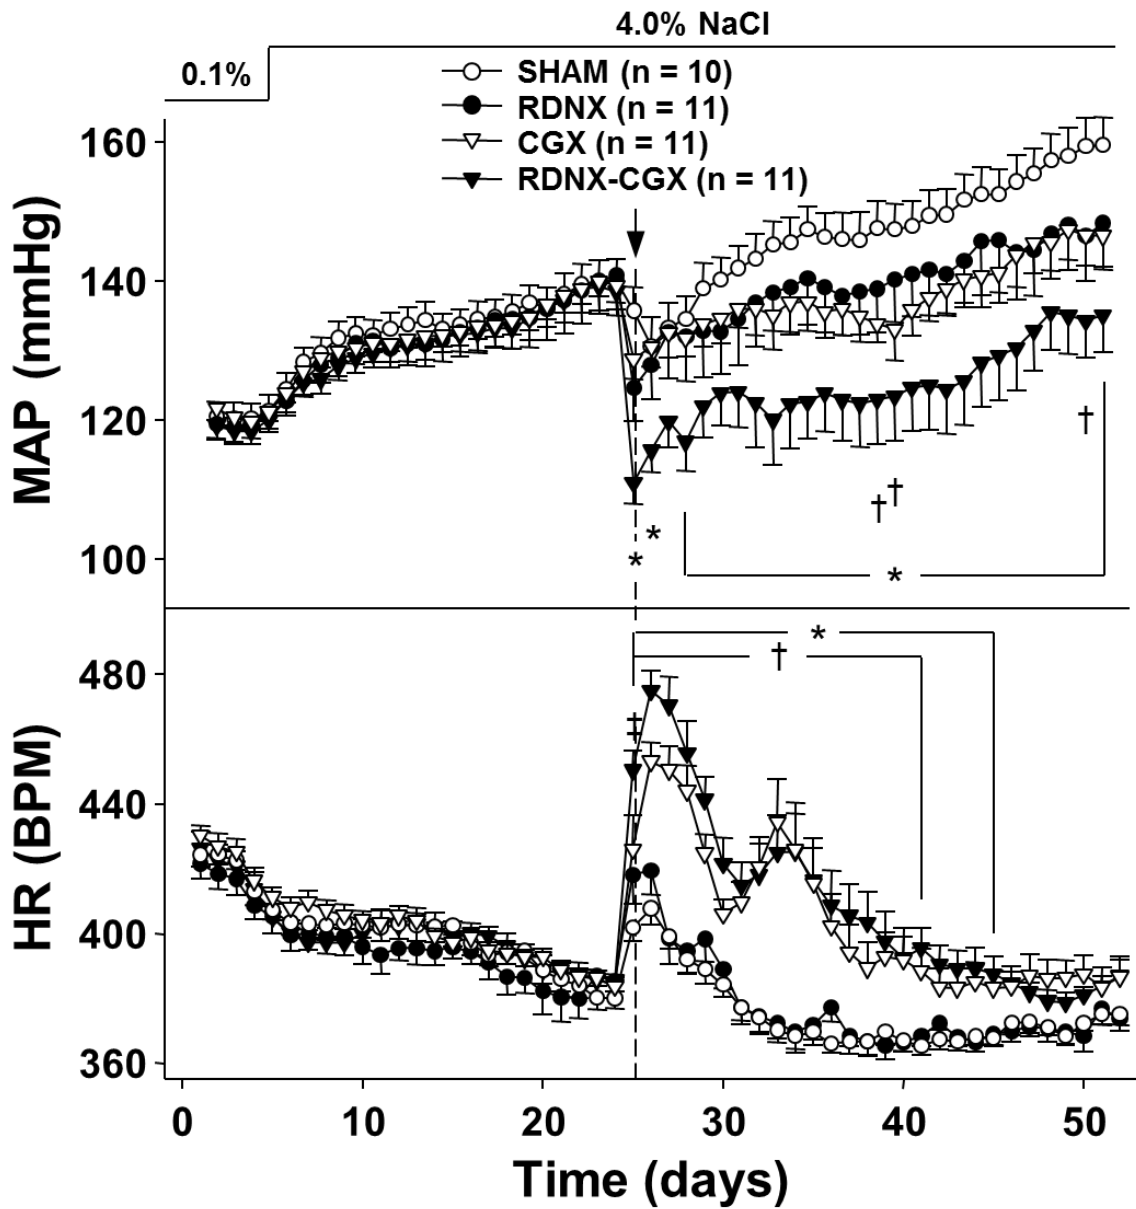 4.0% NaCl
0.1%
SHAM (n = 10)
RDNX (n = 11)
CGX (n = 11)
RDNX-CGX (n = 11)
MAP (mmHg)
160
140
120
100
†
† †
*
*
*
HR (BPM)
480
440
400
360
*
†
‡
0 10 20 30 40 50
Time (days)